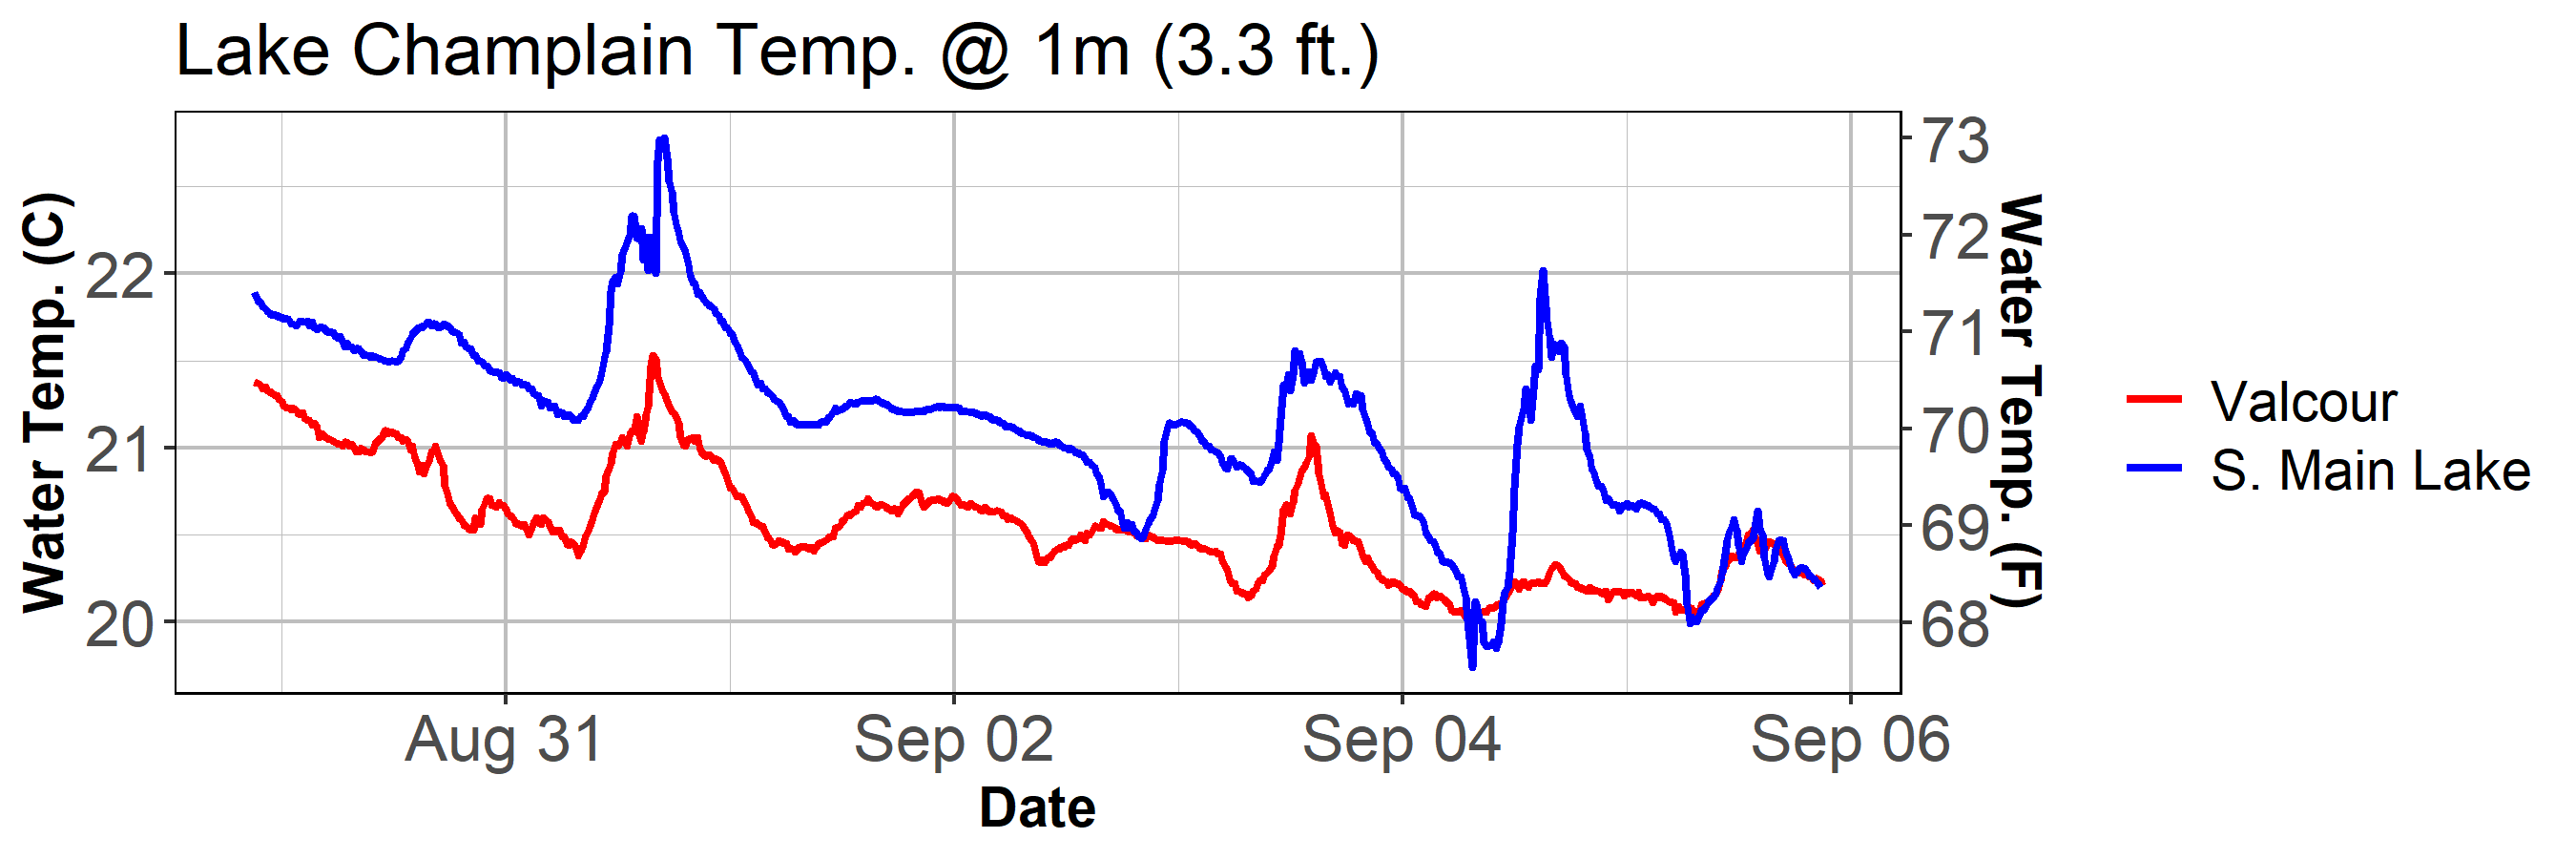 Lake Champlain Temp. @ 1m (3.3 ft.)
Water Temp. (C)
22
21
20
73
72
71
70
69
68
Water Temp. (F)
Aug 31
Sep 02
Sep 04
Sep 06
Date
Valcour
S. Main Lake